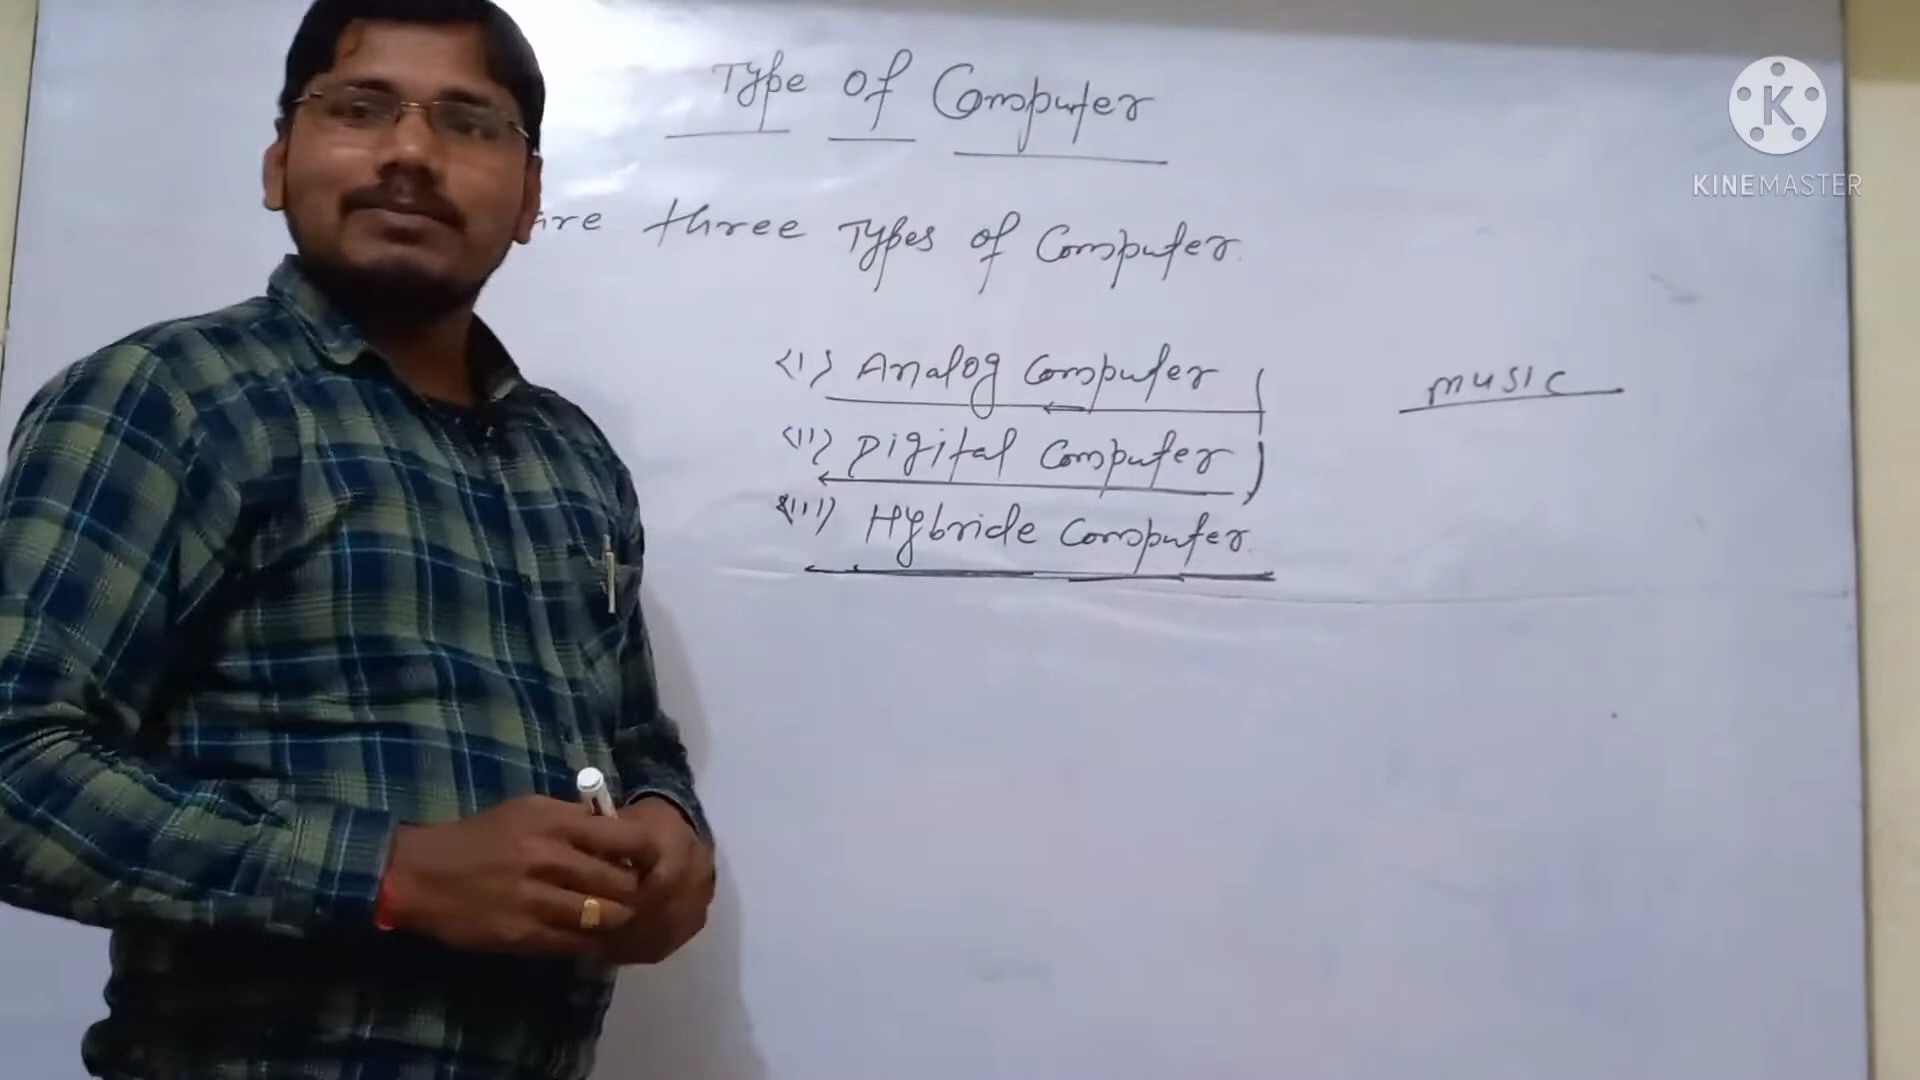 Type of Computer
are three Types of Computer.
(I) Analog Computer
music
(II) Digital Computer
(III) Hybride Computer.
K
KINEMASTER